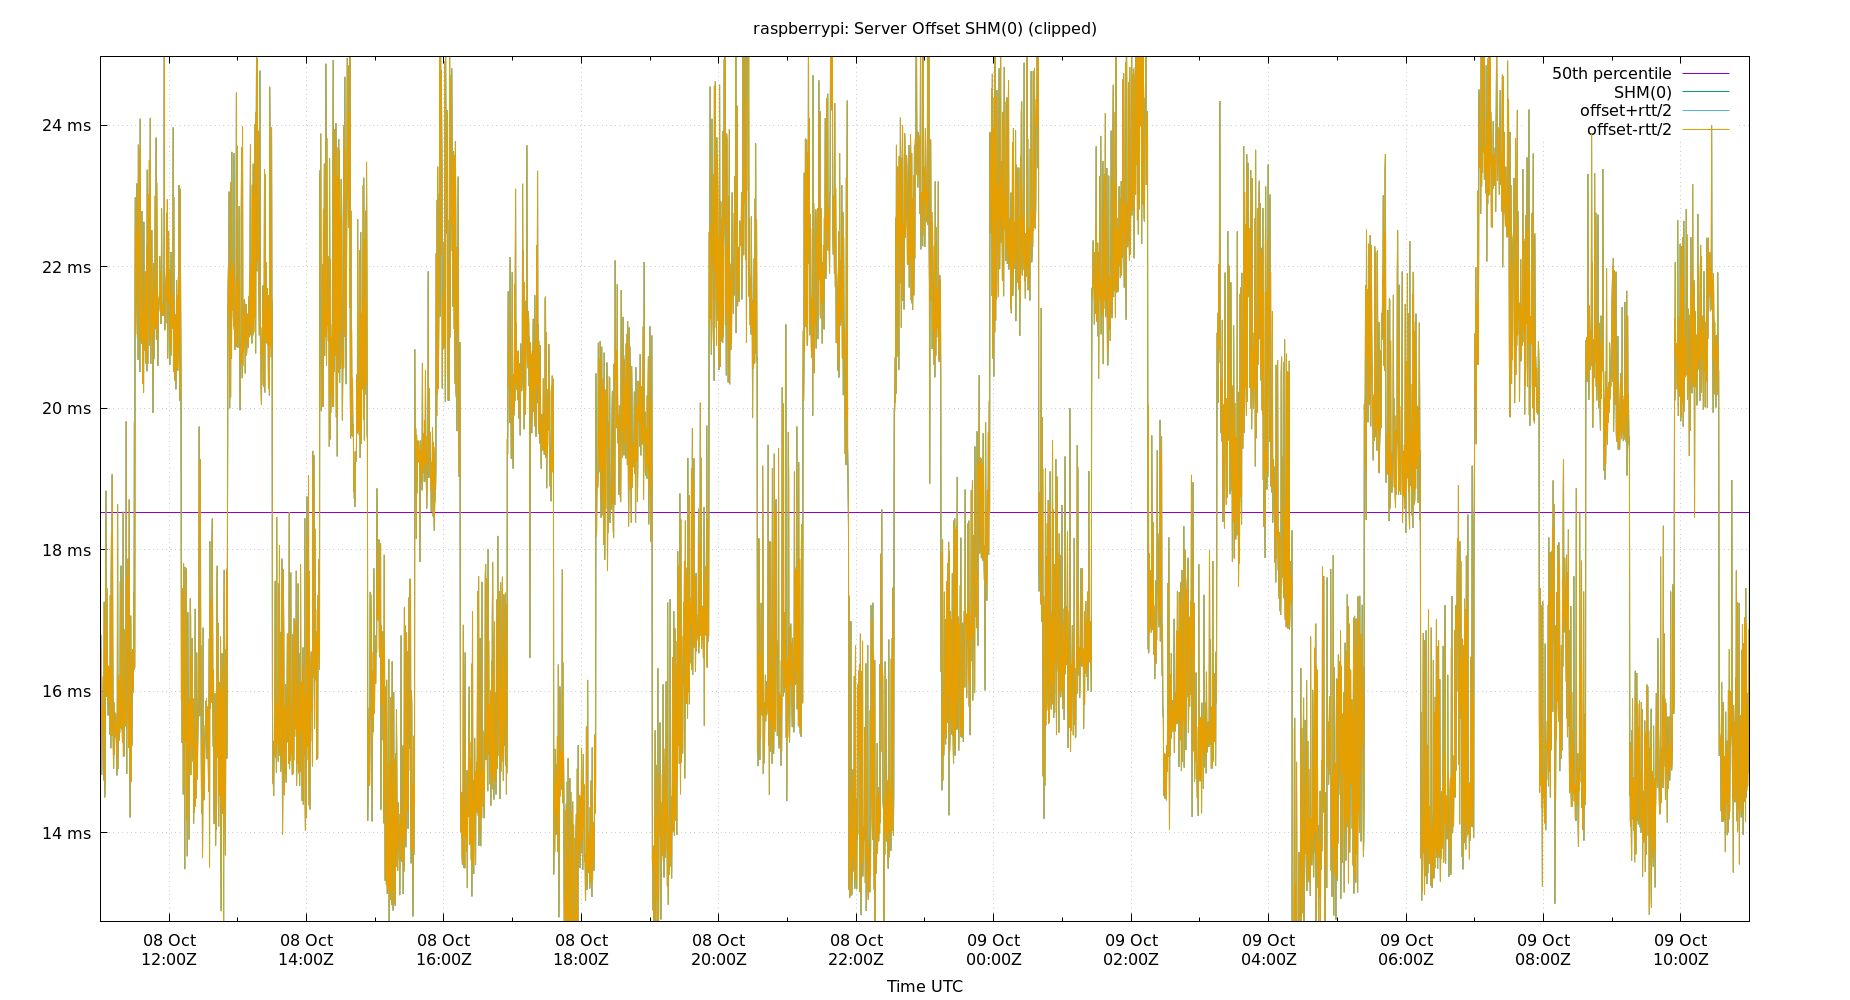 raspberrypi: Server Offset SHM(0) (clipped)
50th percentile
SHM(0)
offset+rtt/2
offset-rtt/2
24 ms
22 ms
20 ms
18 ms
16 ms
14 ms
08 Oct 08 Oct 08 Oct 08 Oct 08 Oct 08 Oct 09 Oct 09 Oct 09 Oct 09 Oct 09 Oct 09 Oct
12:00Z 14:00Z 16:00Z 18:00Z 20:00Z 22:00Z 00:00Z 02:00Z 04:00Z 06:00Z 08:00Z 10:00Z
Time UTC